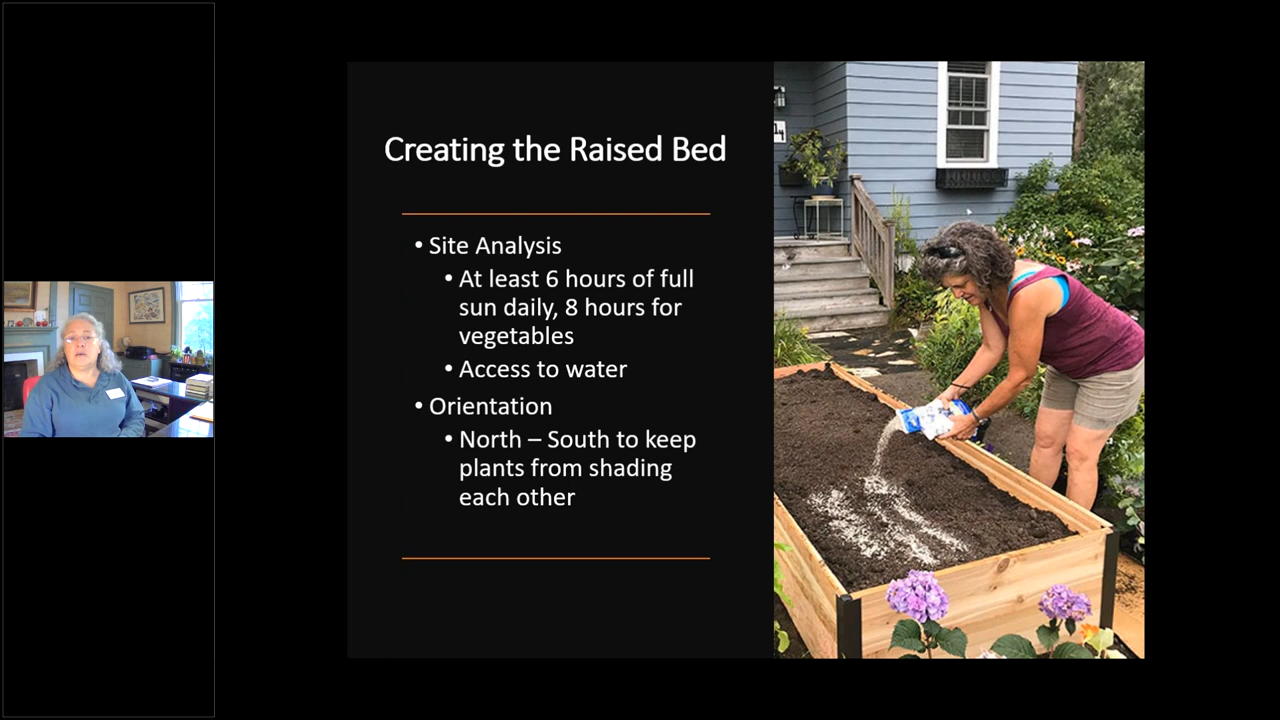 Creating the Raised Bed
• Site Analysis
• At least 6 hours of full
sun daily, 8 hours for
vegetables
• Access to water
• Orientation
• North – South to keep
plants from shading
each other